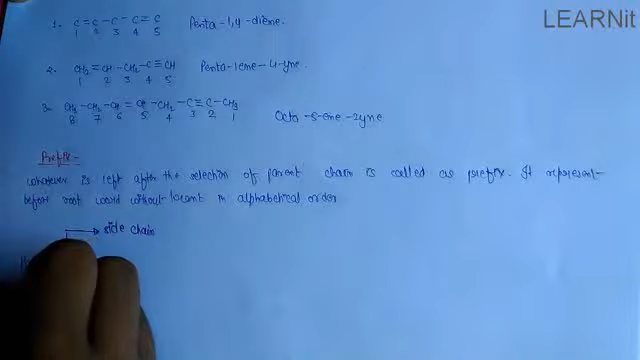 LEARNit
1. C=C-C-C=C Penta-1,4-diene.
1 2 3 4 5
2. CH2=CH-CH2-C≡CH Penta-1ene-4-yne.
1 2 3 4 5
3. CH3-CH2-CH=CH-CH2-C≡C-CH3 Octa-5-ene-2yne
8 7 6 5 4 3 2 1
Prefix-
Whatever is left after the selection of parent chain is called as prefix. It represent
before root word without in alphabetical order
side chain